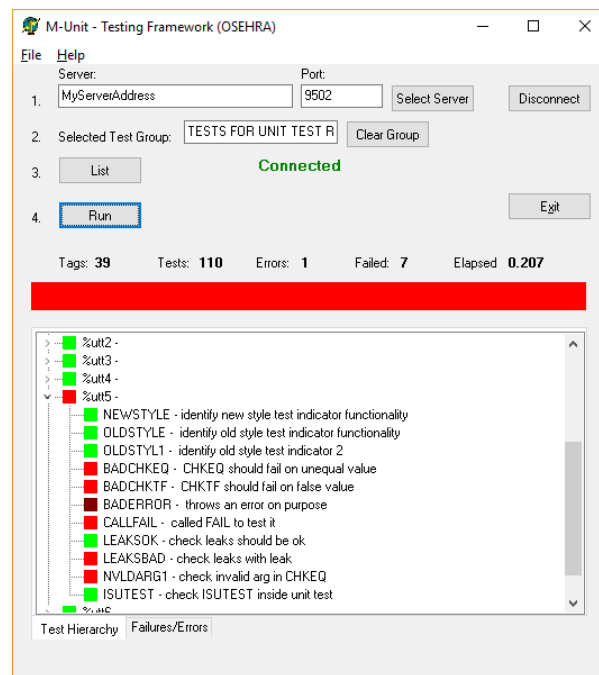 M-Unit - Testing Framework (OSEHRA)
File Help
Server: Port:
1. MyServerAddress 9502 Select Server Disconnect
2. Selected Test Group: TESTS FOR UNIT TEST R Clear Group
3. List Connected
Exit
4. Run
Tags: 39 Tests: 110 Errors: 1 Failed: 7 Elapsed 0.207
%utt2 -
%utt3 -
%utt4 -
%utt5 -
NEWSTYLE - identify new style test indicator functionality
OLDSTYLE - identify old style test indicator functionality
OLDSTYL1 - identify old style test indicator 2
BADCHKEQ - CHKEQ should fail on unequal value
BADCHKTF - CHKTF should fail on false value
BADERROR - throws an error on purpose
CALLFAIL - called FAIL to test it
LEAKSOK - check leaks should be ok
LEAKSBAD - check leaks with leak
NVLDARG1 - check invalid arg in CHKEQ
ISUTEST - check ISUTEST inside unit test
%utt6
Test Hierarchy Failures/Errors